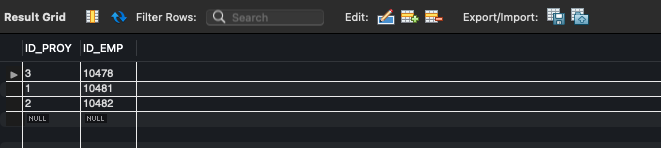 Result Grid Filter Rows: Search Edit: Export/Import:
ID_PROY ID_EMP
3 10478
1 10481
2 10482
NULL NULL